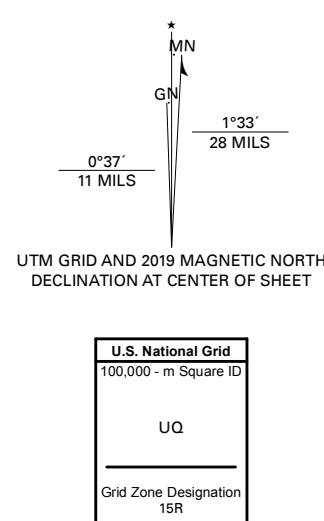 ★
MN
GN
1°33´
28 MILS
0°37´
11 MILS
UTM GRID AND 2019 MAGNETIC NORTH
DECLINATION AT CENTER OF SHEET
U.S. National Grid
100,000 - m Square ID
UQ
Grid Zone Designation
15R